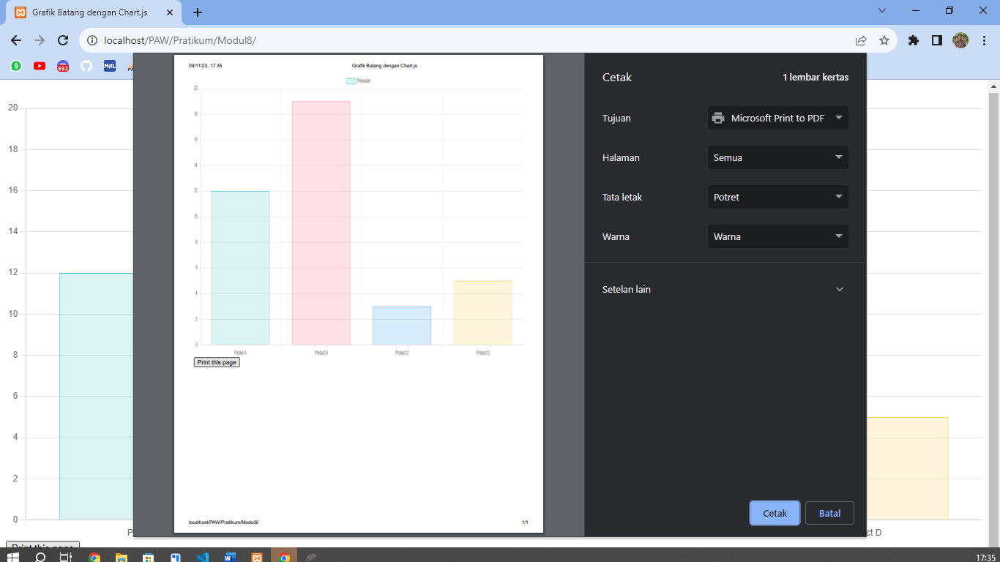 Grafik Batang dengan Chart.js
localhost/PAW/Pratikum/Modul8/
9
693
MAL
20
18
16
14
12
10
8
6
4
2
0
Print this page
09/11/23, 17.35
Grafik Batang dengan Chart.js
Penjualan
20
18
16
14
12
10
8
6
4
2
0
Produk A
Product B
Product C
Product D
Print this page
localhost/PAW/Pratikum/Modul8/
1/1
Cetak
1 lembar kertas
Tujuan
Microsoft Print to PDF
Halaman
Semua
Tata letak
Potret
Warna
Warna
Setelan lain
Cetak
Batal
ct D
17:35